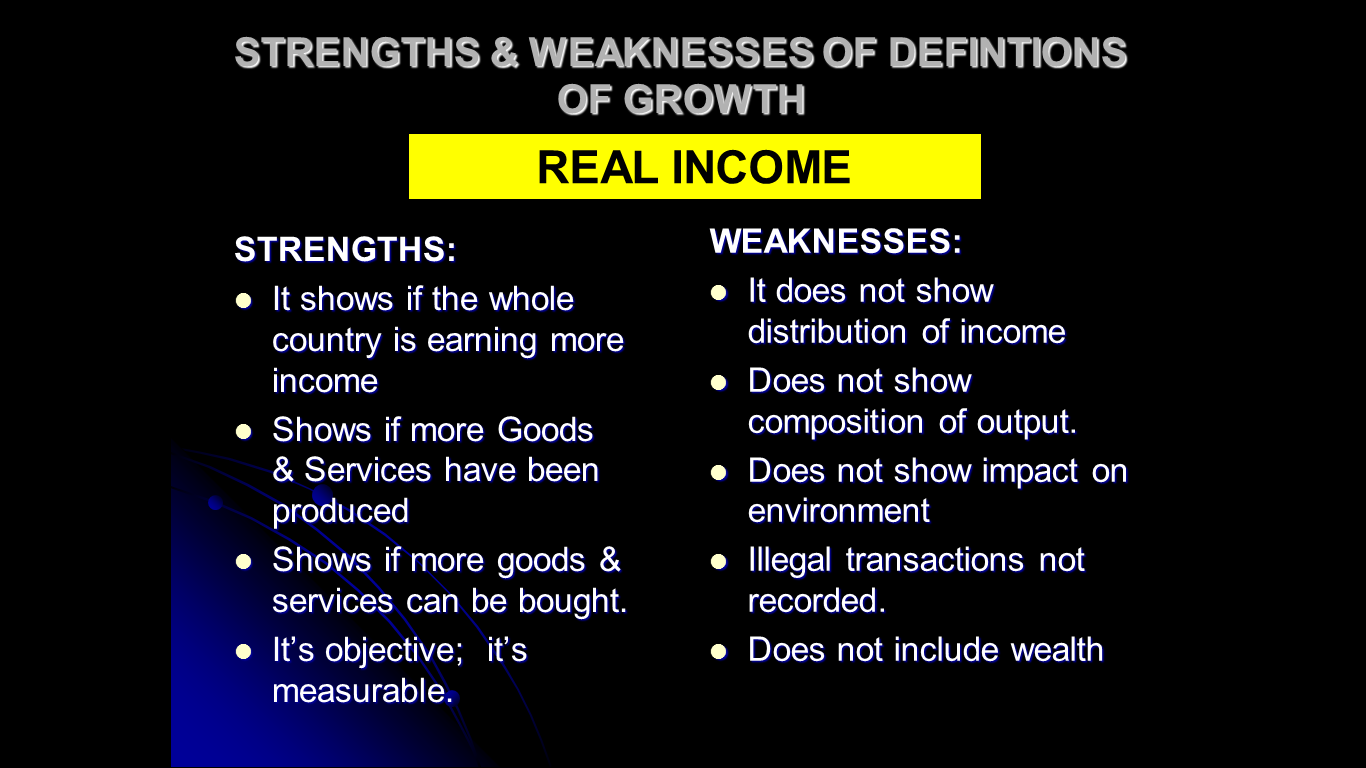 STRENGTHS & WEAKNESSES OF DEFINTIONS
OF GROWTH
REAL INCOME
STRENGTHS:
It shows if the whole
country is earning more
income
Shows if more Goods
& Services have been
produced
Shows if more goods &
services can be bought.
It’s objective; it’s
measurable.
WEAKNESSES:
It does not show
distribution of income
Does not show
composition of output.
Does not show impact on
environment
Illegal transactions not
recorded.
Does not include wealth